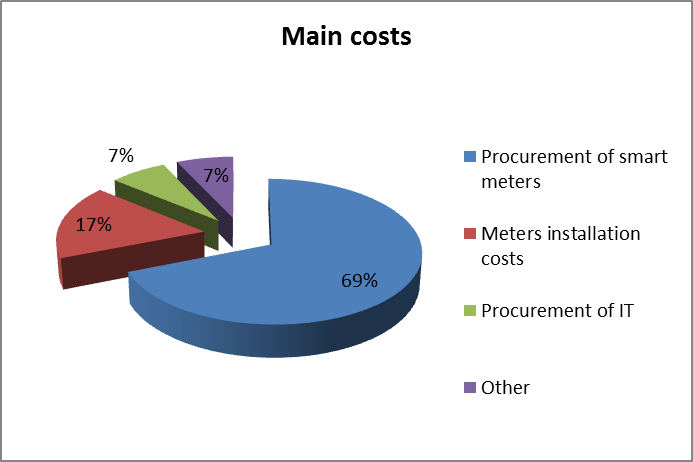 Main costs
7%
7%
17%
69%
Procurement of smart
meters
Meters installation
costs
Procurement of IT
Other